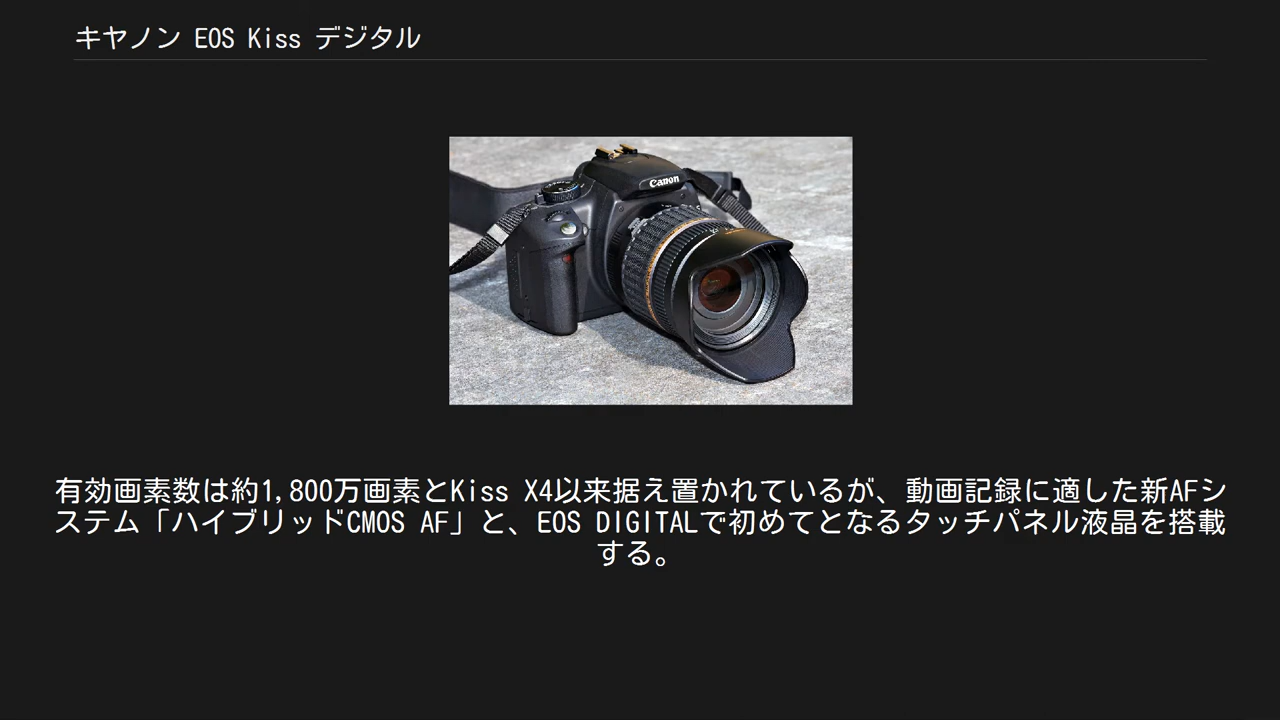 キヤノン EOS Kiss デジタル
Canon
有効画素数は約1,800万画素とKiss X4以来据え置かれているが、動画記録に適した新AFシ
ステム「ハイブリッドCMOS AF」と、EOS DIGITALで初めてとなるタッチパネル液晶を搭載
する。